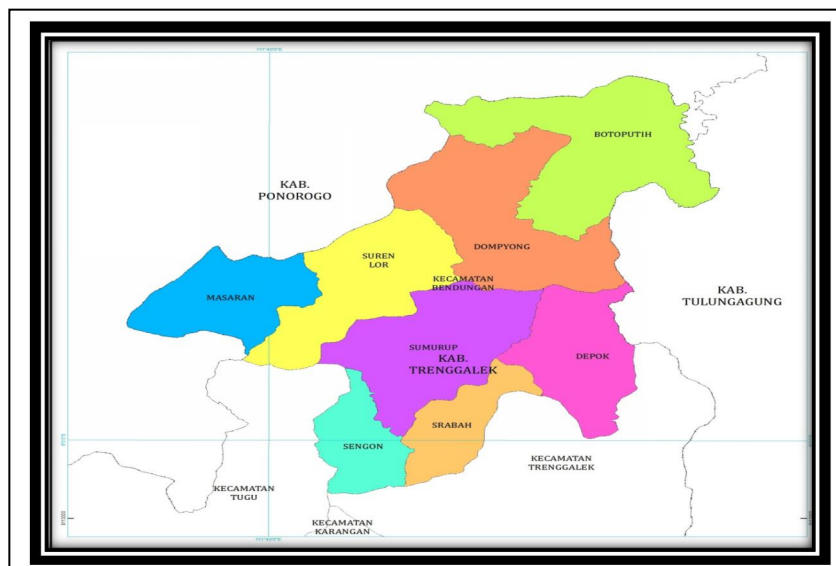 BOTOPUTIH
KAB.
PONOROGO
DOMPYONG
SUREN
LOR
KECAMATAN
BENDUNGAN
MASARAN
KAB.
TULUNGAGUNG
SUMURUP
KAB.
TRENGGALEK
DEPOK
SRABAH
SENGON
KECAMATAN
TRENGGALEK
KECAMATAN
TUGU
KECAMATAN
KARANGAN